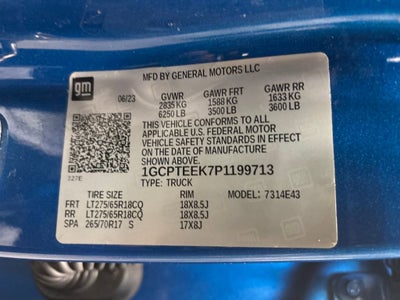 gm
MFD BY GENERAL MOTORS LLC
06/23 GVWR GAWR FRT GAWR RR
2835 KG 1588 KG 1633 KG
6250 LB 3500 LB 3600 LB
THIS VEHICLE CONFORMS TO ALL
APPLICABLE U.S. FEDERAL MOTOR
VEHICLE SAFETY STANDARDS IN EFFECT
ON THE DATE OF MANUFACTURE
SHOWN ABOVE.
1GCPTEEK7P1199713
TYPE: TRUCK
227E
TIRE SIZE RIM MODEL: 7314E43
FRT LT275/65R18CQ 18X8.5J
RR LT275/65R18CQ 18X8.5J
SPA 265/70R17 S 17X8J